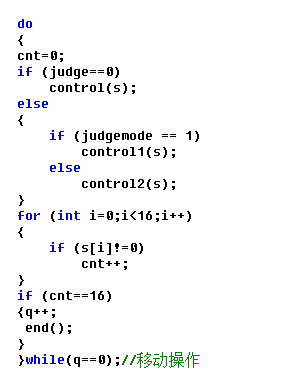 do
{
cnt=0;
if (judge==0)
    control(s);
else
{
    if (judgemode == 1)
        control1(s);
    else
        control2(s);
}
for (int i=0;i<16;i++)
{
    if (s[i]!=0)
        cnt++;
}
if (cnt==16)
{q++;
 end();
}
}while(q==0);//移动操作